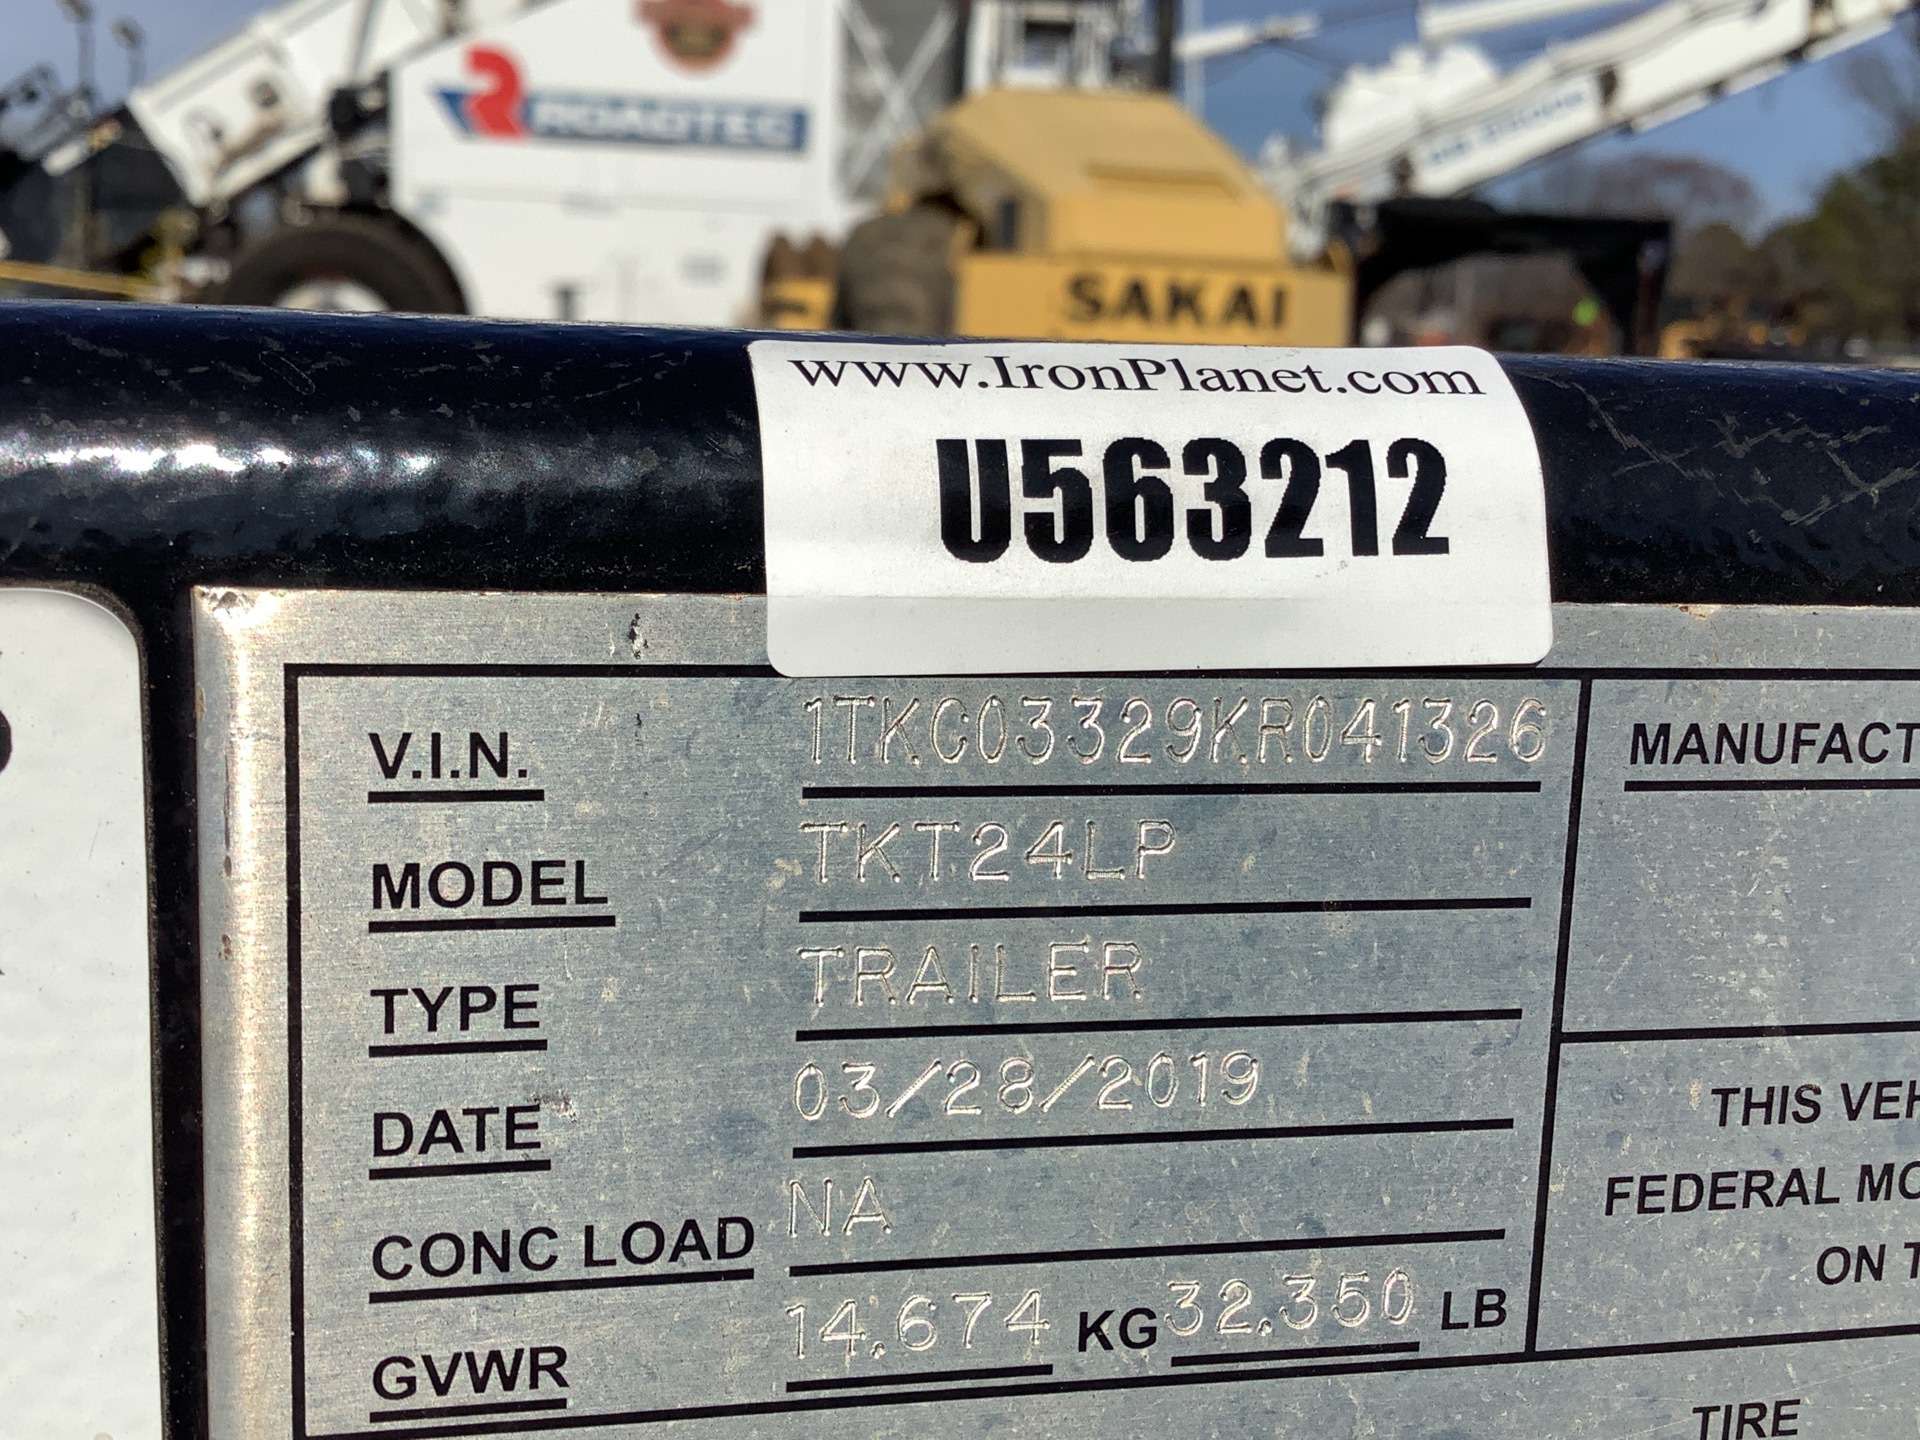 ROADTEC
SAKAI
www.IronPlanet.com
U563212
V.I.N. 1TKC03329KR041326
MODEL TKT24LP
TYPE TRAILER
DATE 03/28/2019
CONC LOAD NA
GVWR 14.674 KG 32.350 LB
MANUFACT
THIS VEH
FEDERAL MO
ON T
TIRE